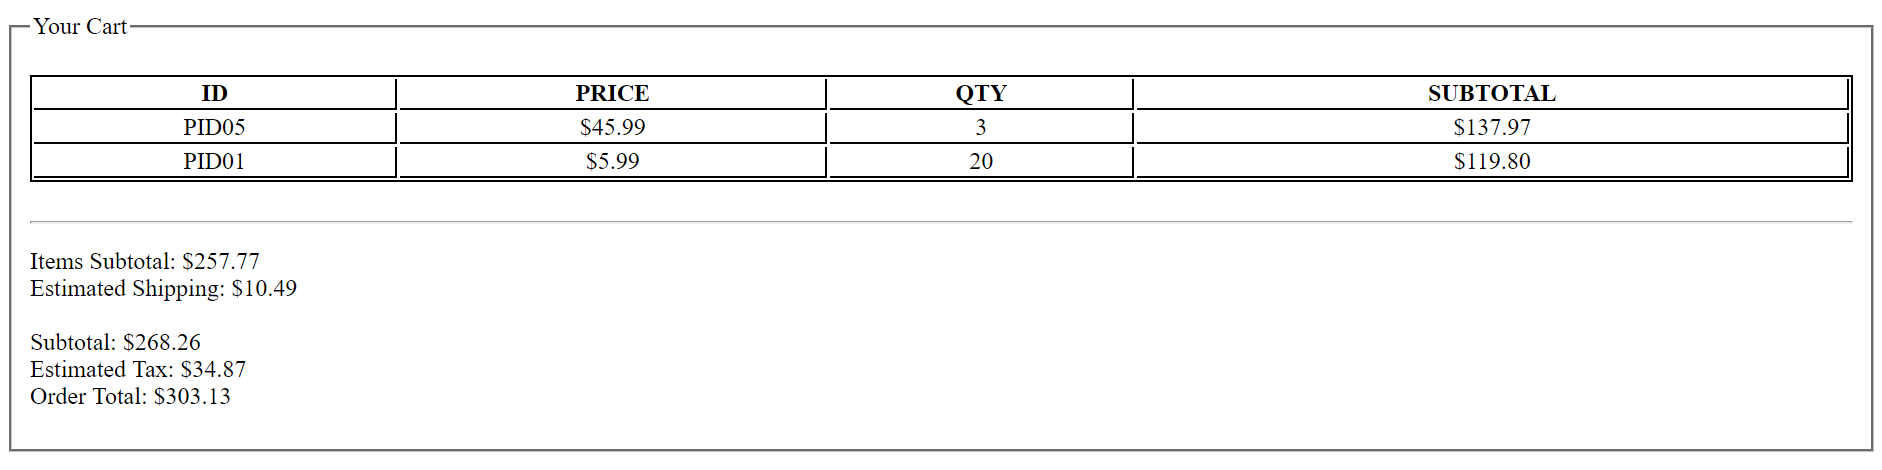 Your Cart
ID PRICE QTY SUBTOTAL
PID05 $45.99 3 $137.97
PID01 $5.99 20 $119.80
Items Subtotal: $257.77
Estimated Shipping: $10.49
Subtotal: $268.26
Estimated Tax: $34.87
Order Total: $303.13